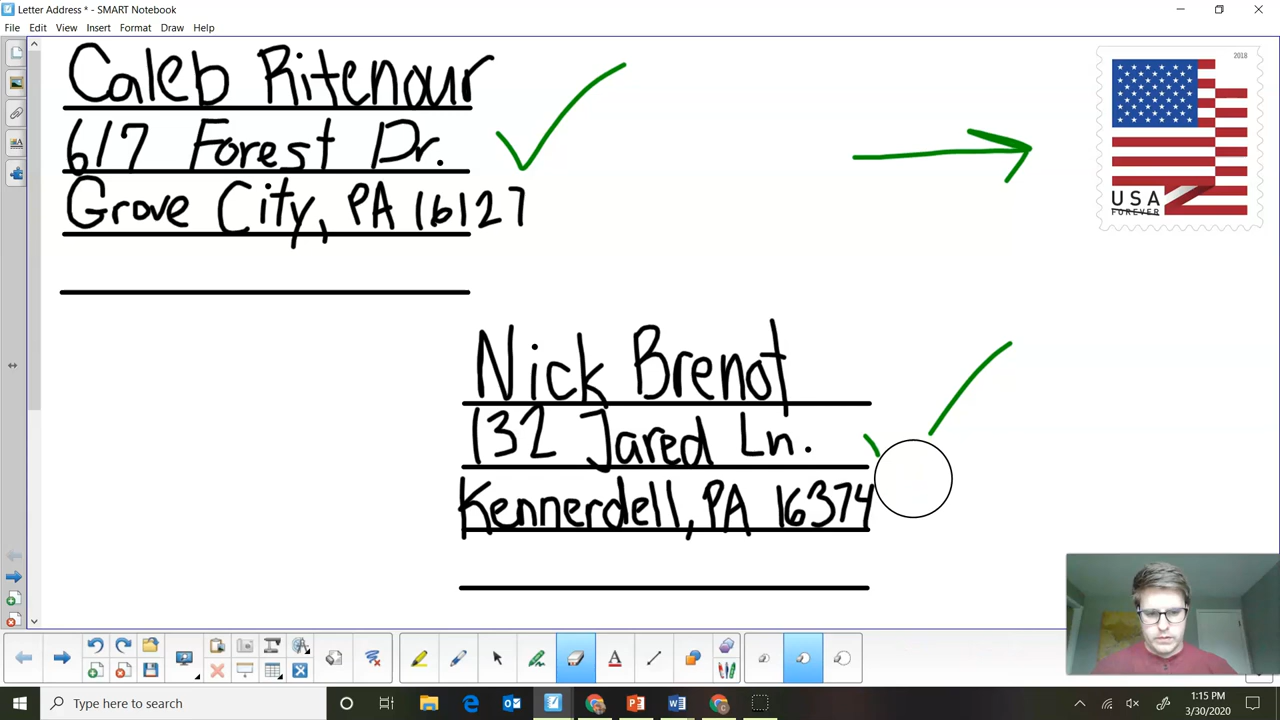 Letter Address * - SMART Notebook
File Edit View Insert Format Draw Help
Caleb Ritenour
617 Forest Dr.
Grove City, PA 16127
2018
USA
FOREVER
Nick Brenot
132 Jared Ln.
Kennerdell, PA 16374
A
Type here to search
1:15 PM
3/30/2020